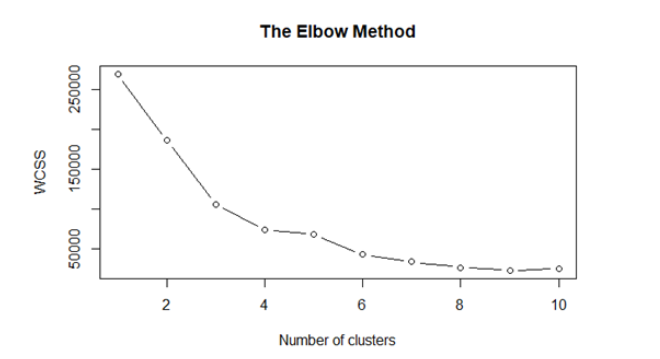 The Elbow Method
WCSS
250000
150000
50000
2 4 6 8 10
Number of clusters